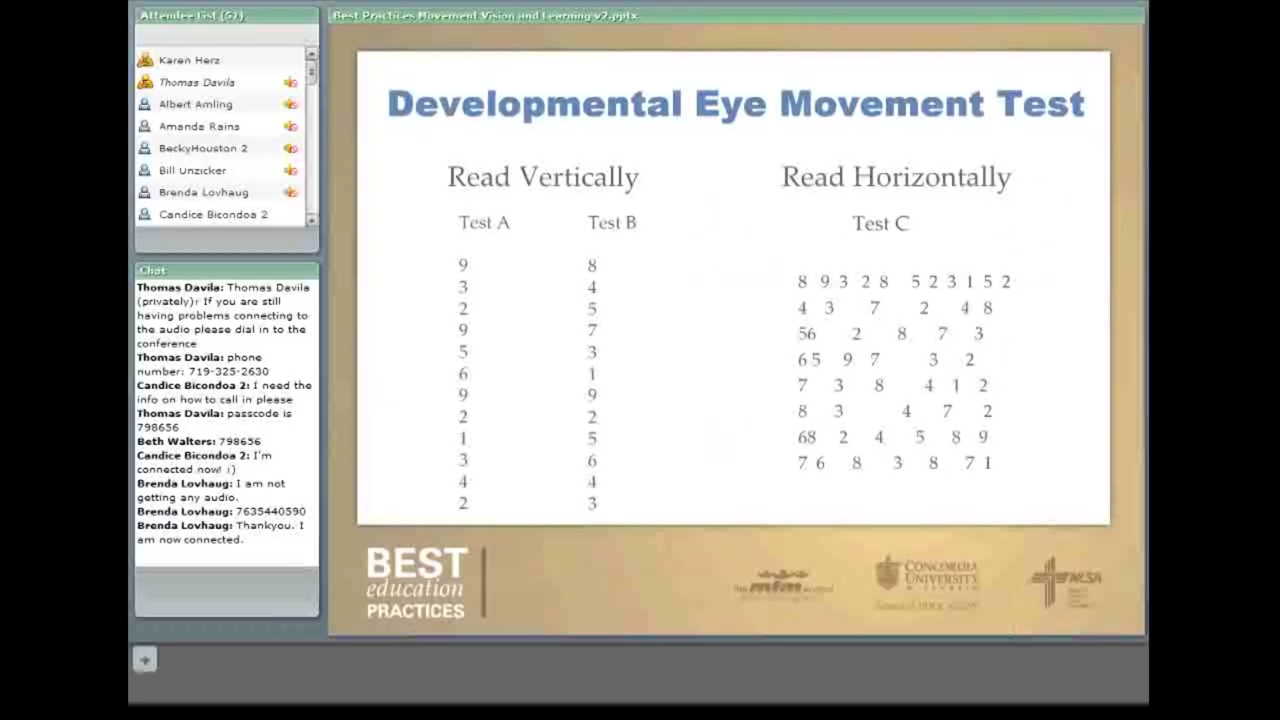 Attendee List (57)
Karen Herz
Thomas Davila
Albert Amling
Amanda Rains
BeckyHouston 2
Bill Unzicker
Brenda Lovhaug
Candice Bicondoa 2
Chat
Thomas Davila: Thomas Davila
(privately): If you are still
having problems connecting to
the audio please dial in to the
conference
Thomas Davila: phone
number: 719-325-2630
Candice Bicondoa 2: I need the
info on how to call in please
Thomas Davila: passcode is
798656
Beth Walters: 798656
Candice Bicondoa 2: I'm
connected now! :)
Brenda Lovhaug: I am not
getting any audio.
Brenda Lovhaug: 7635440590
Brenda Lovhaug: Thankyou. I
am now connected.
Best Practices Movement Vision and Learning v2.pptx
Developmental Eye Movement Test
Read Vertically
Test A Test B
9 8
3 4
2 5
9 7
5 3
6 1
9 9
2 2
1 5
3 6
4 4
2 3
Read Horizontally
Test C
8 9 3 2 8 5 2 3 1 5 2
4 3 7 2 4 8
56 2 8 7 3
6 5 9 7 3 2
7 3 8 4 1 2
8 3 4 7 2
68 2 4 5 8 9
7 6 8 3 8 7 1
BEST
education
PRACTICES
CONCORDIA
UNIVERSITY
NLSA